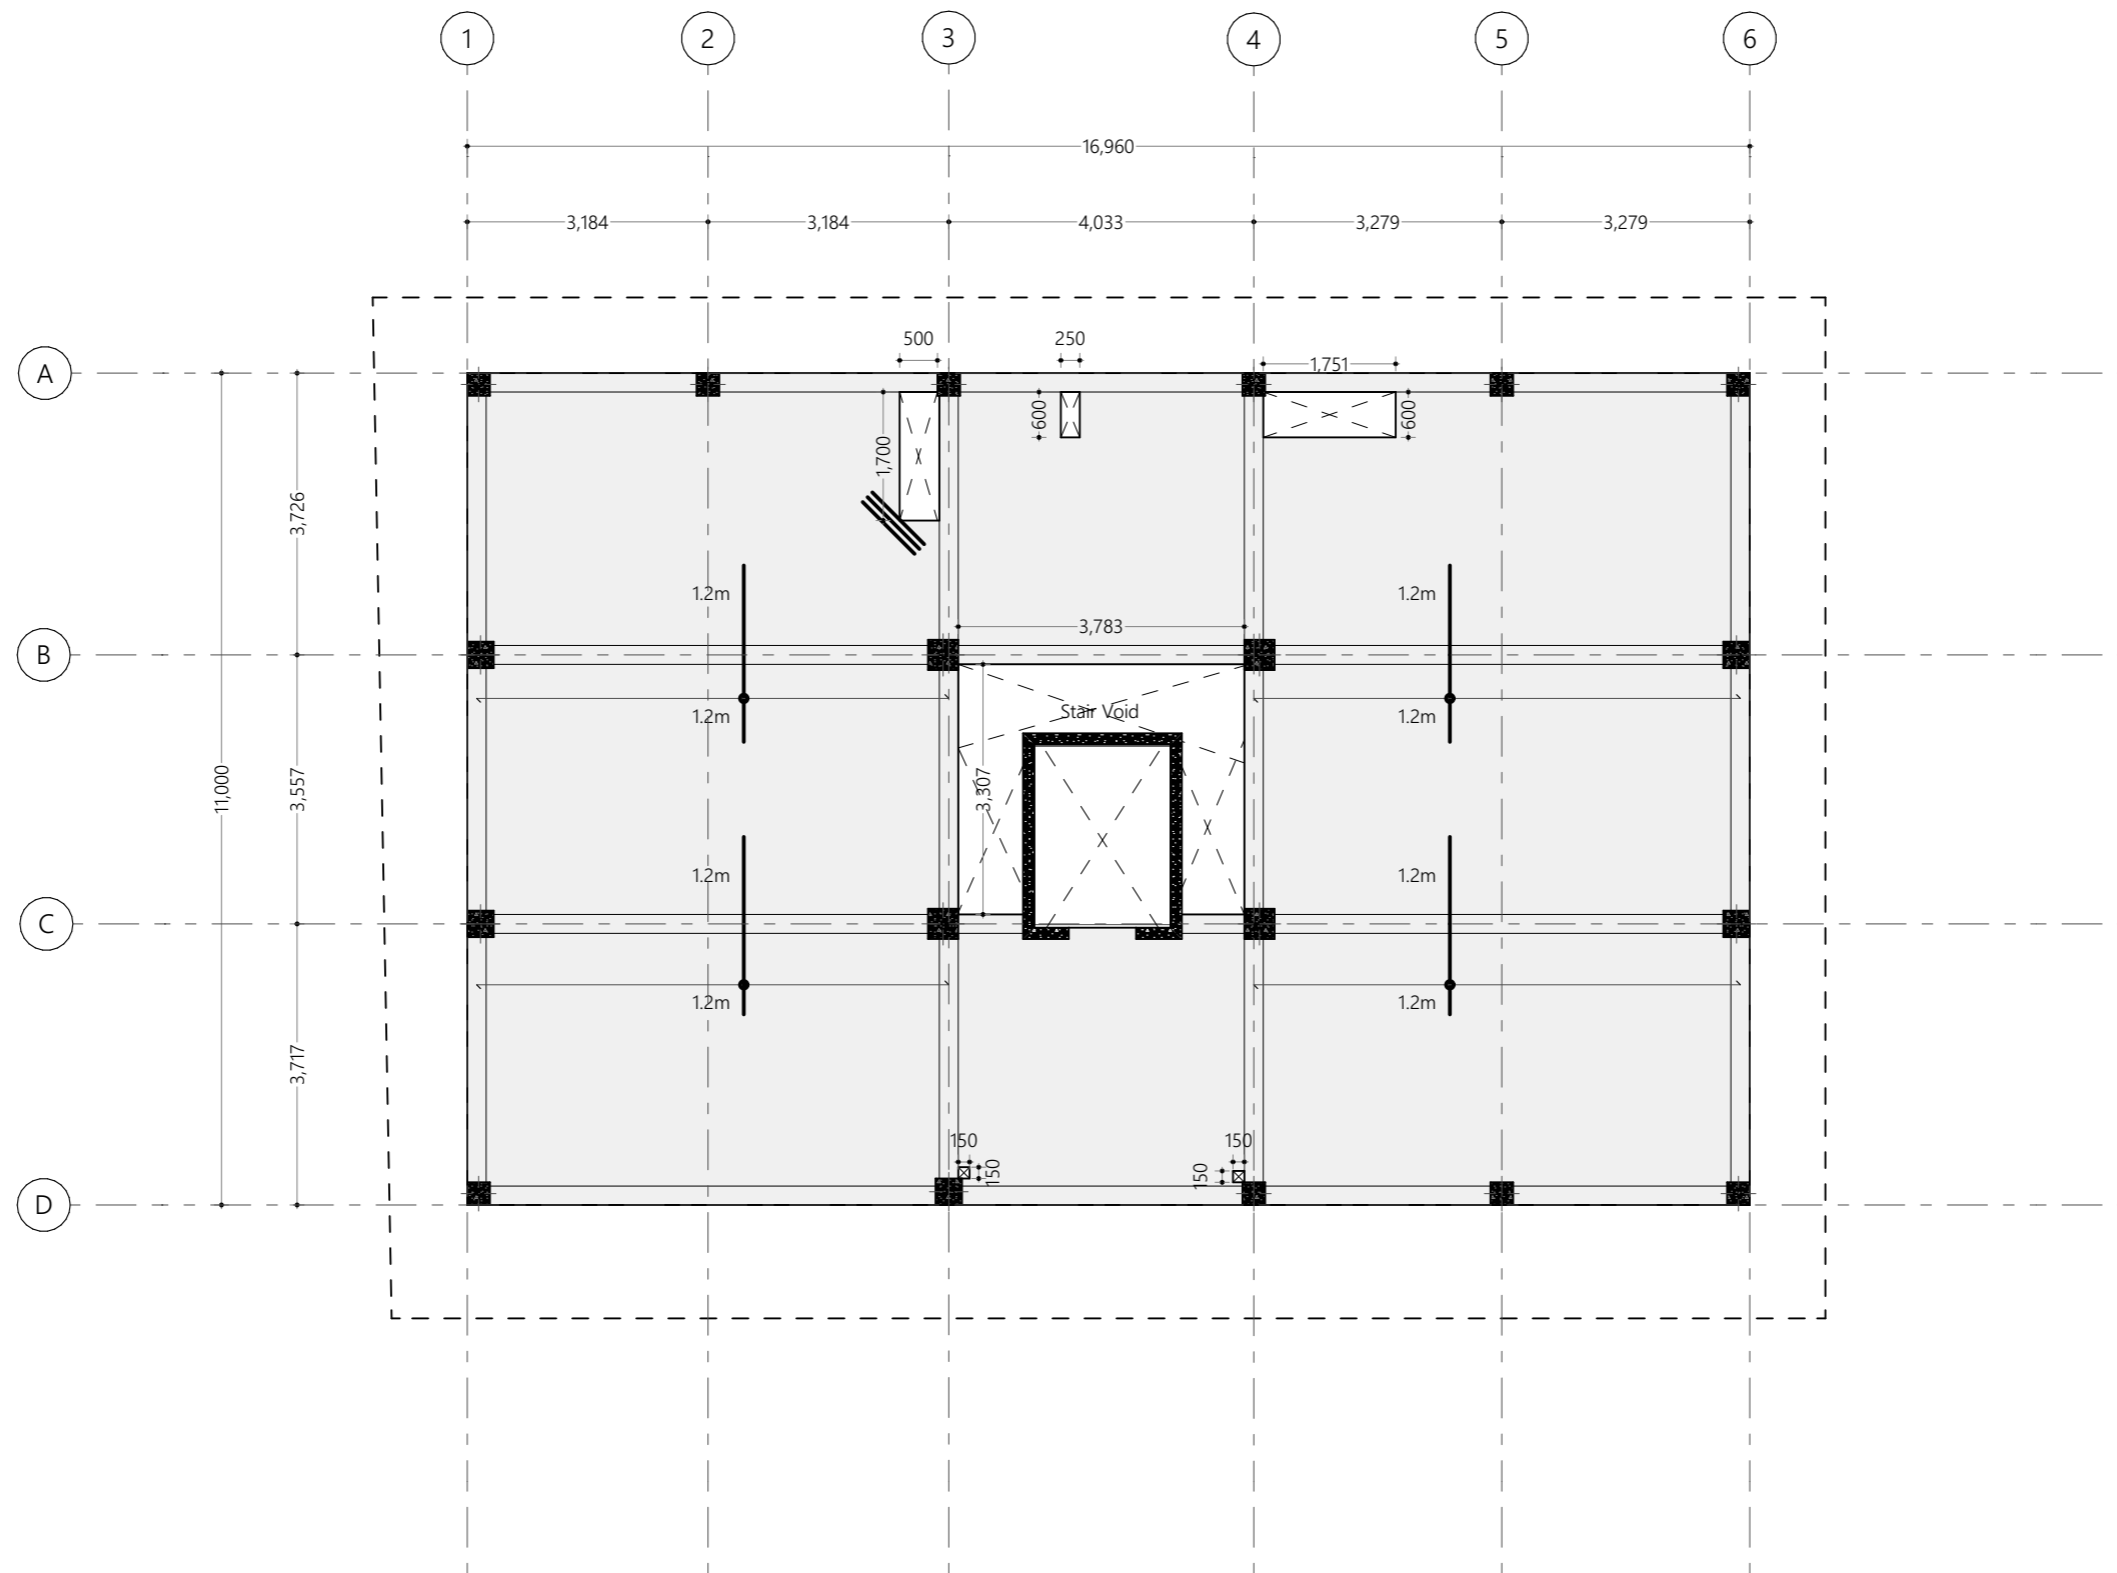 1 2 3 4 5 6
16,960
3,184 3,184 4,033 3,279 3,279
500 250 1,751
A
600 600
1,700
3,726
1.2m 1.2m
3,783
B
1.2m 1.2m
Stair Void
11,000 3,557 3,307
1.2m 1.2m
C
1.2m 1.2m
3,717
150 150
150 150
D